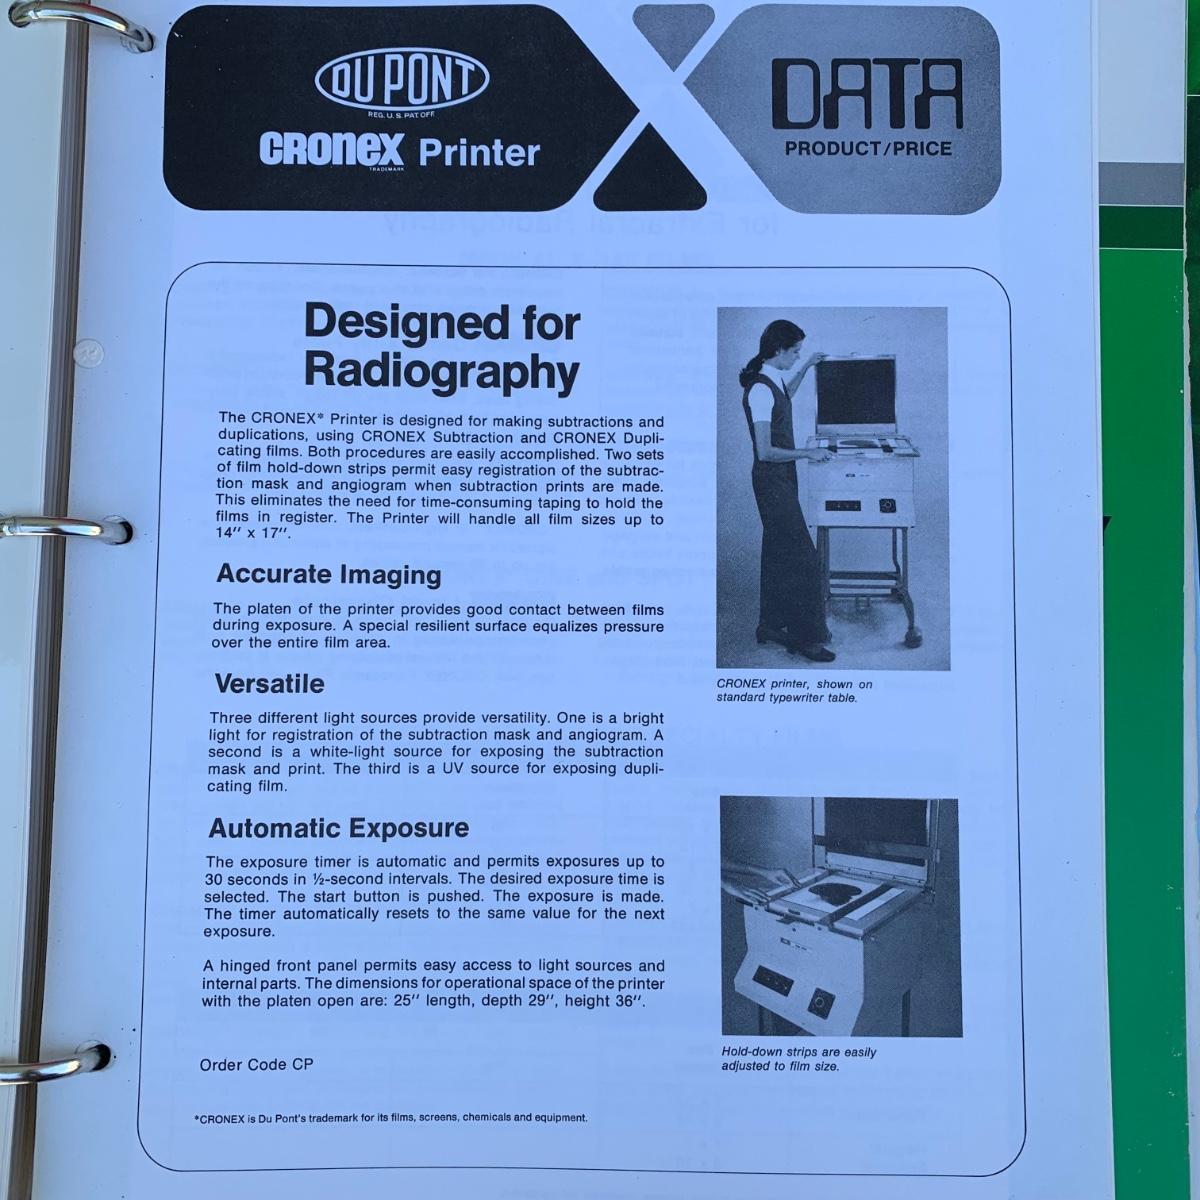 DU PONT
REG. U. S. PAT. OFF.
CRONEX Printer
TRADEMARK
DATA
PRODUCT/PRICE
Designed for
Radiography
The CRONEX* Printer is designed for making subtractions and
duplications, using CRONEX Subtraction and CRONEX Dupli-
cating films. Both procedures are easily accomplished. Two sets
of film hold-down strips permit easy registration of the subtrac-
tion mask and angiogram when subtraction prints are made.
This eliminates the need for time-consuming taping to hold the
films in register. The Printer will handle all film sizes up to
14″ x 17″.
Accurate Imaging
The platen of the printer provides good contact between films
during exposure. A special resilient surface equalizes pressure
over the entire film area.
Versatile
Three different light sources provide versatility. One is a bright
light for registration of the subtraction mask and angiogram. A
second is a white-light source for exposing the subtraction
mask and print. The third is a UV source for exposing dupli-
cating film.
Automatic Exposure
The exposure timer is automatic and permits exposures up to
30 seconds in ½-second intervals. The desired exposure time is
selected. The start button is pushed. The exposure is made.
The timer automatically resets to the same value for the next
exposure.
A hinged front panel permits easy access to light sources and
internal parts. The dimensions for operational space of the printer
with the platen open are: 25″ length, depth 29″, height 36″.
Order Code CP
*CRONEX is Du Pont's trademark for its films, screens, chemicals and equipment.
CRONEX printer, shown on
standard typewriter table.
Hold-down strips are easily
adjusted to film size.